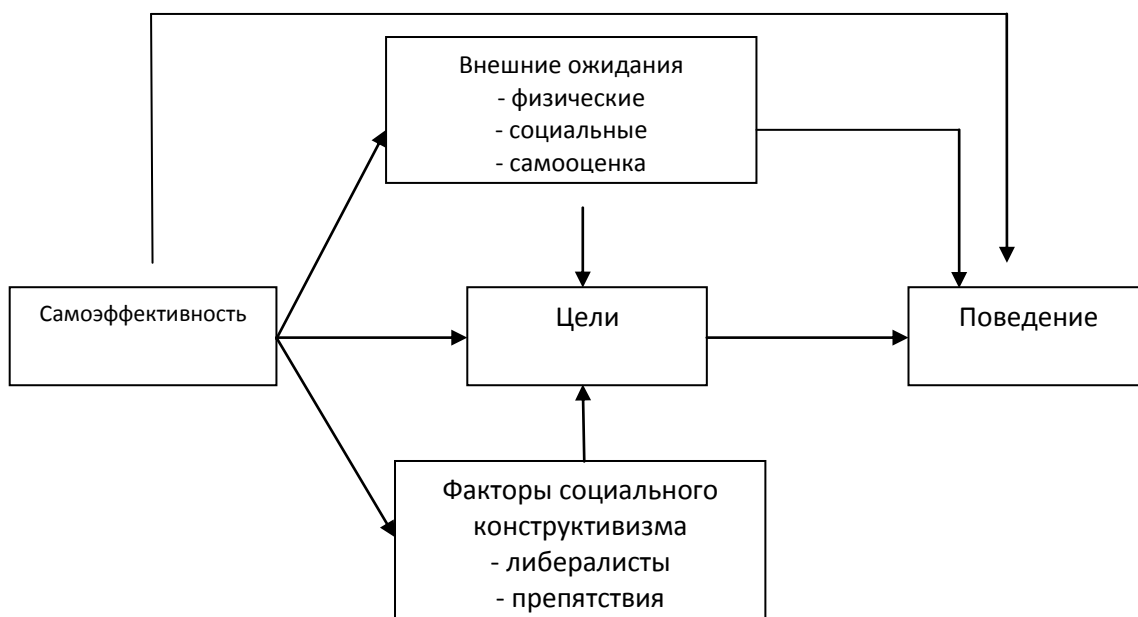 Внешние ожидания
- физические
- социальные
- самооценка
Самоэффективность
Цели
Поведение
Факторы социального
конструктивизма
- либералисты
- препятствия